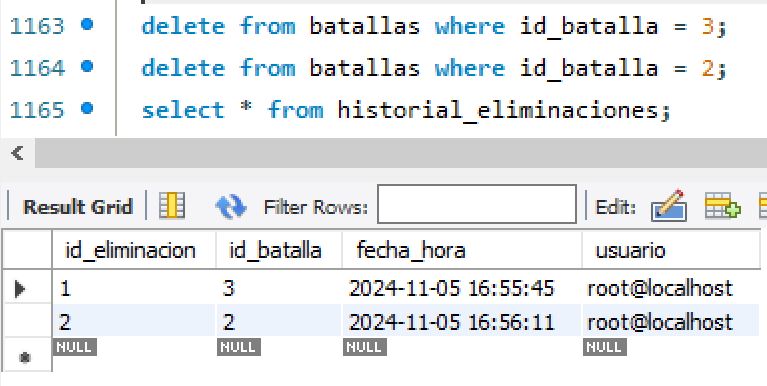 1163 delete from batallas where id_batalla = 3;
1164 delete from batallas where id_batalla = 2;
1165 select * from historial_eliminaciones;
Result Grid Filter Rows: Edit:
id_eliminacion id_batalla fecha_hora usuario
1 3 2024-11-05 16:55:45 root@localhost
2 2 2024-11-05 16:56:11 root@localhost
NULL NULL NULL NULL